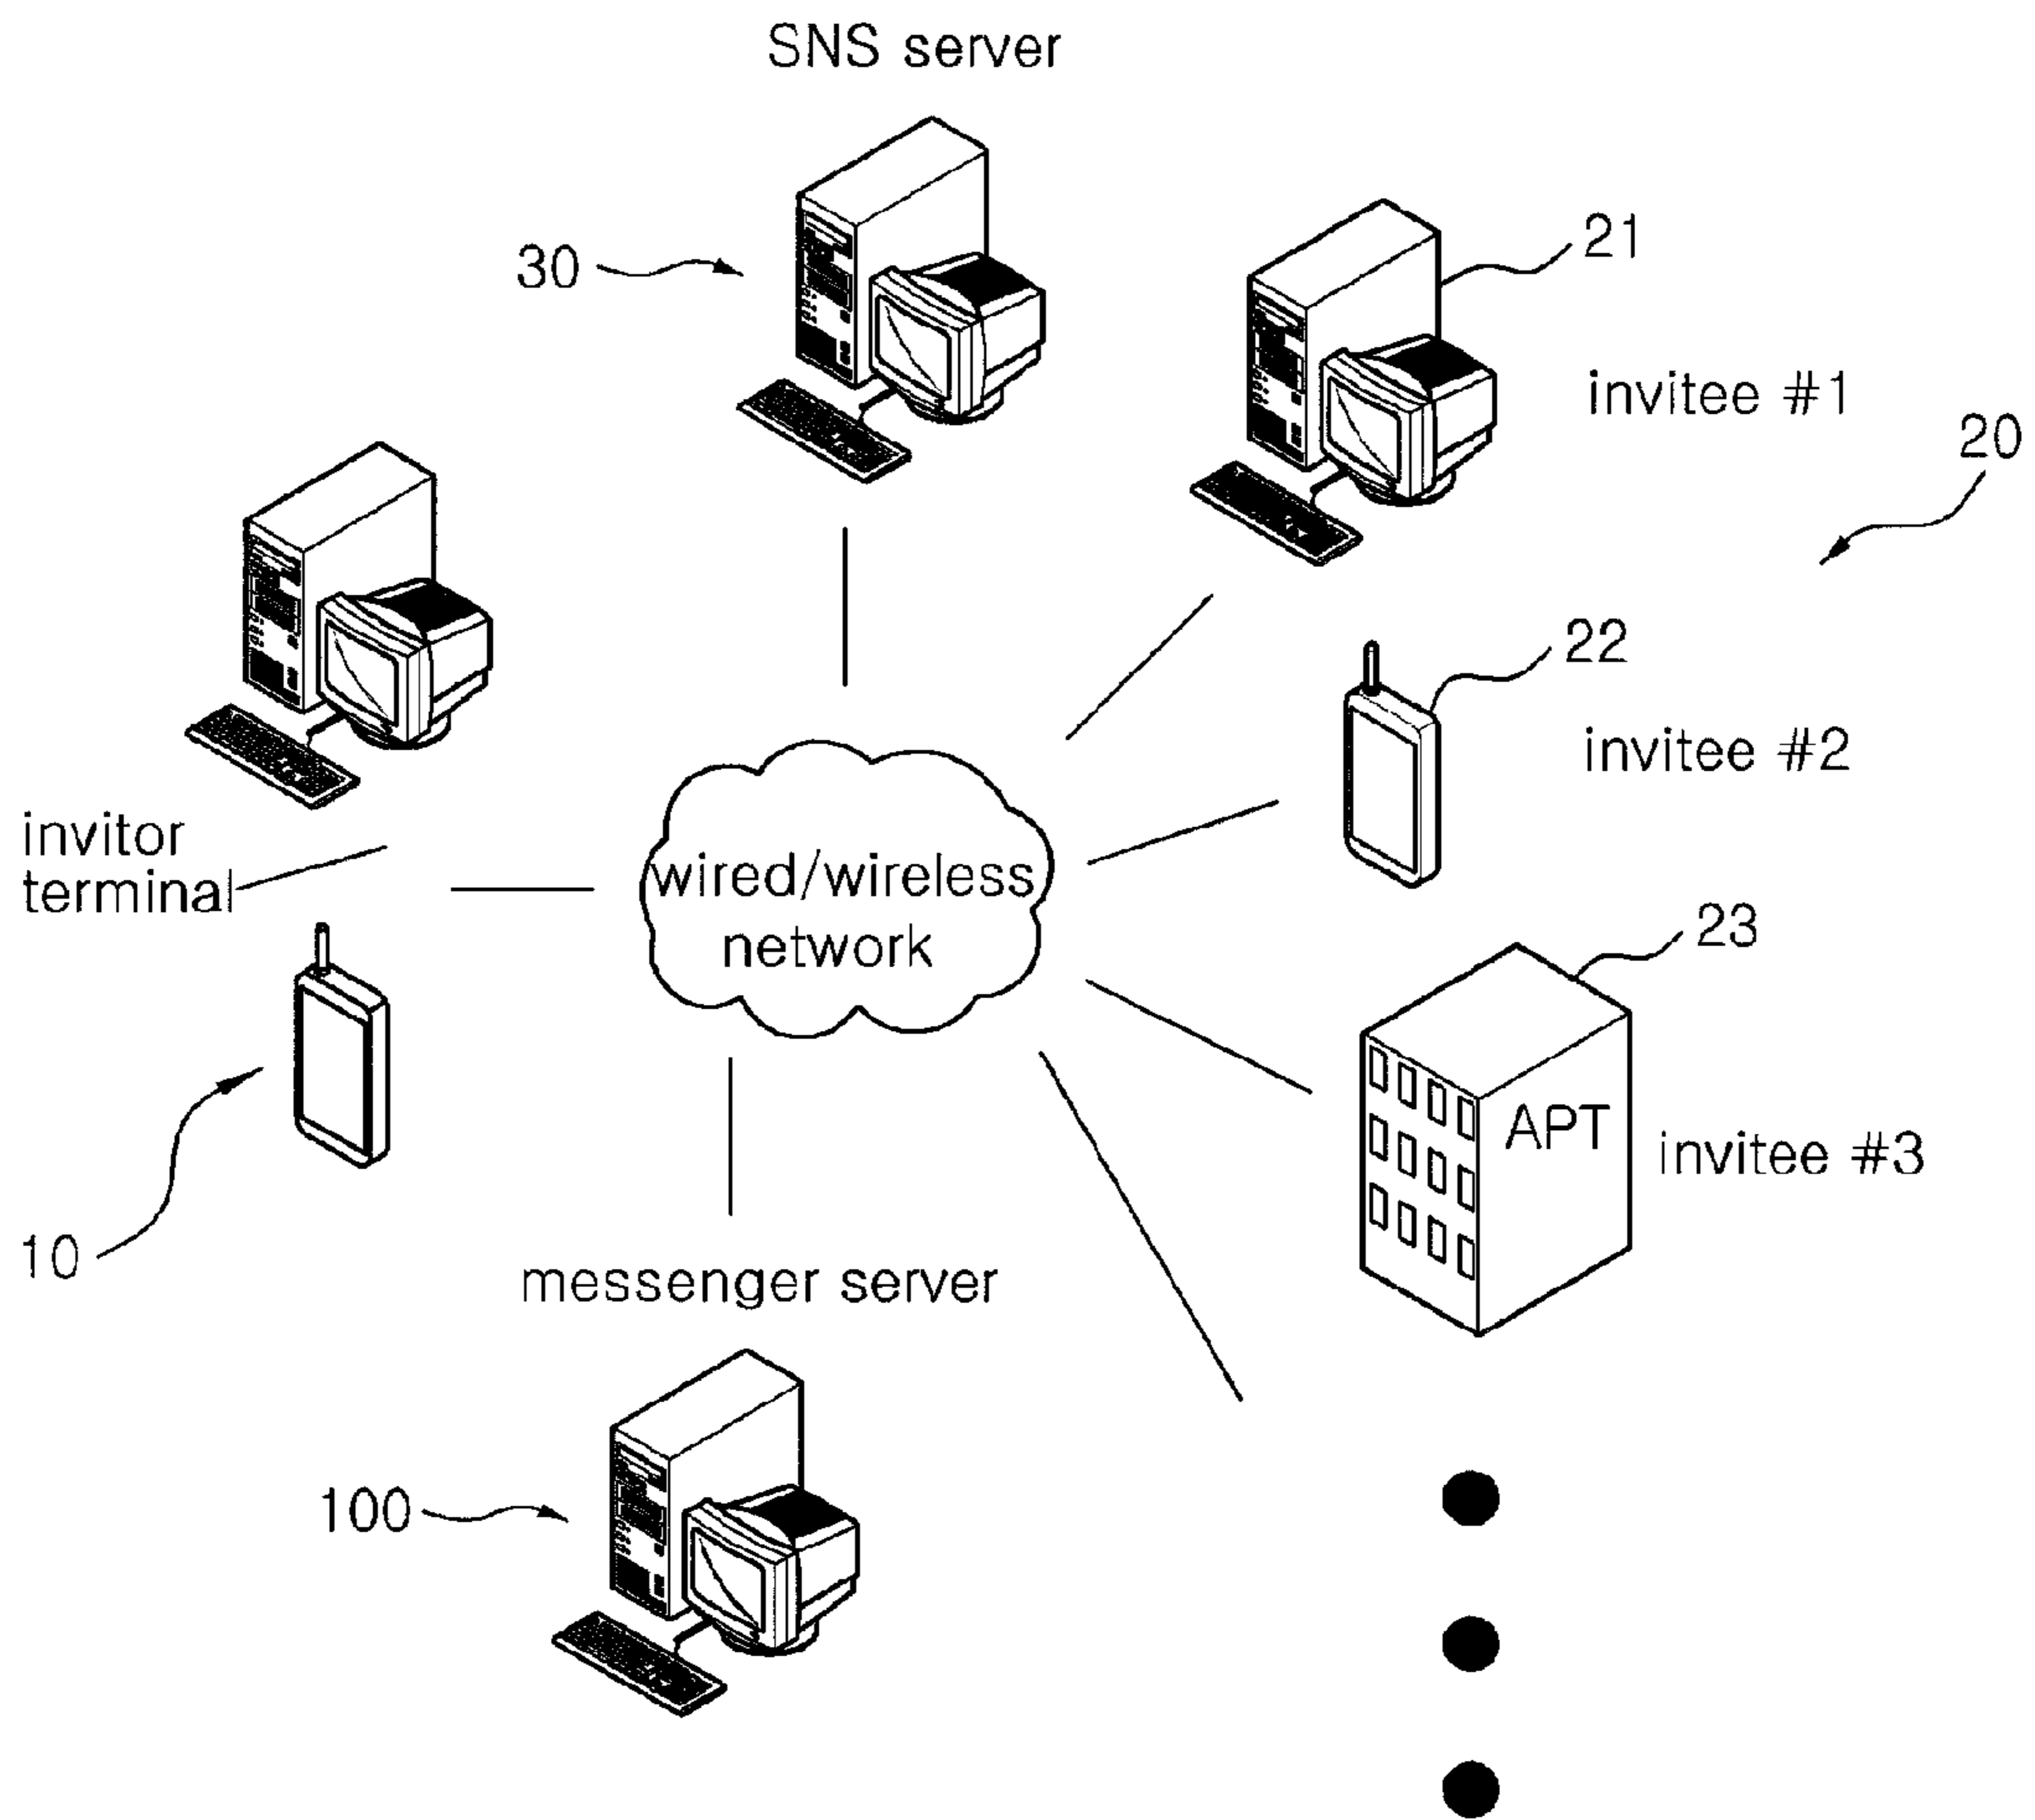 SNS server
30
21
invitee #1
20
22
invitee #2
invitor
terminal
wired/wireless
network
23
APT
invitee #3
10
messenger server
100